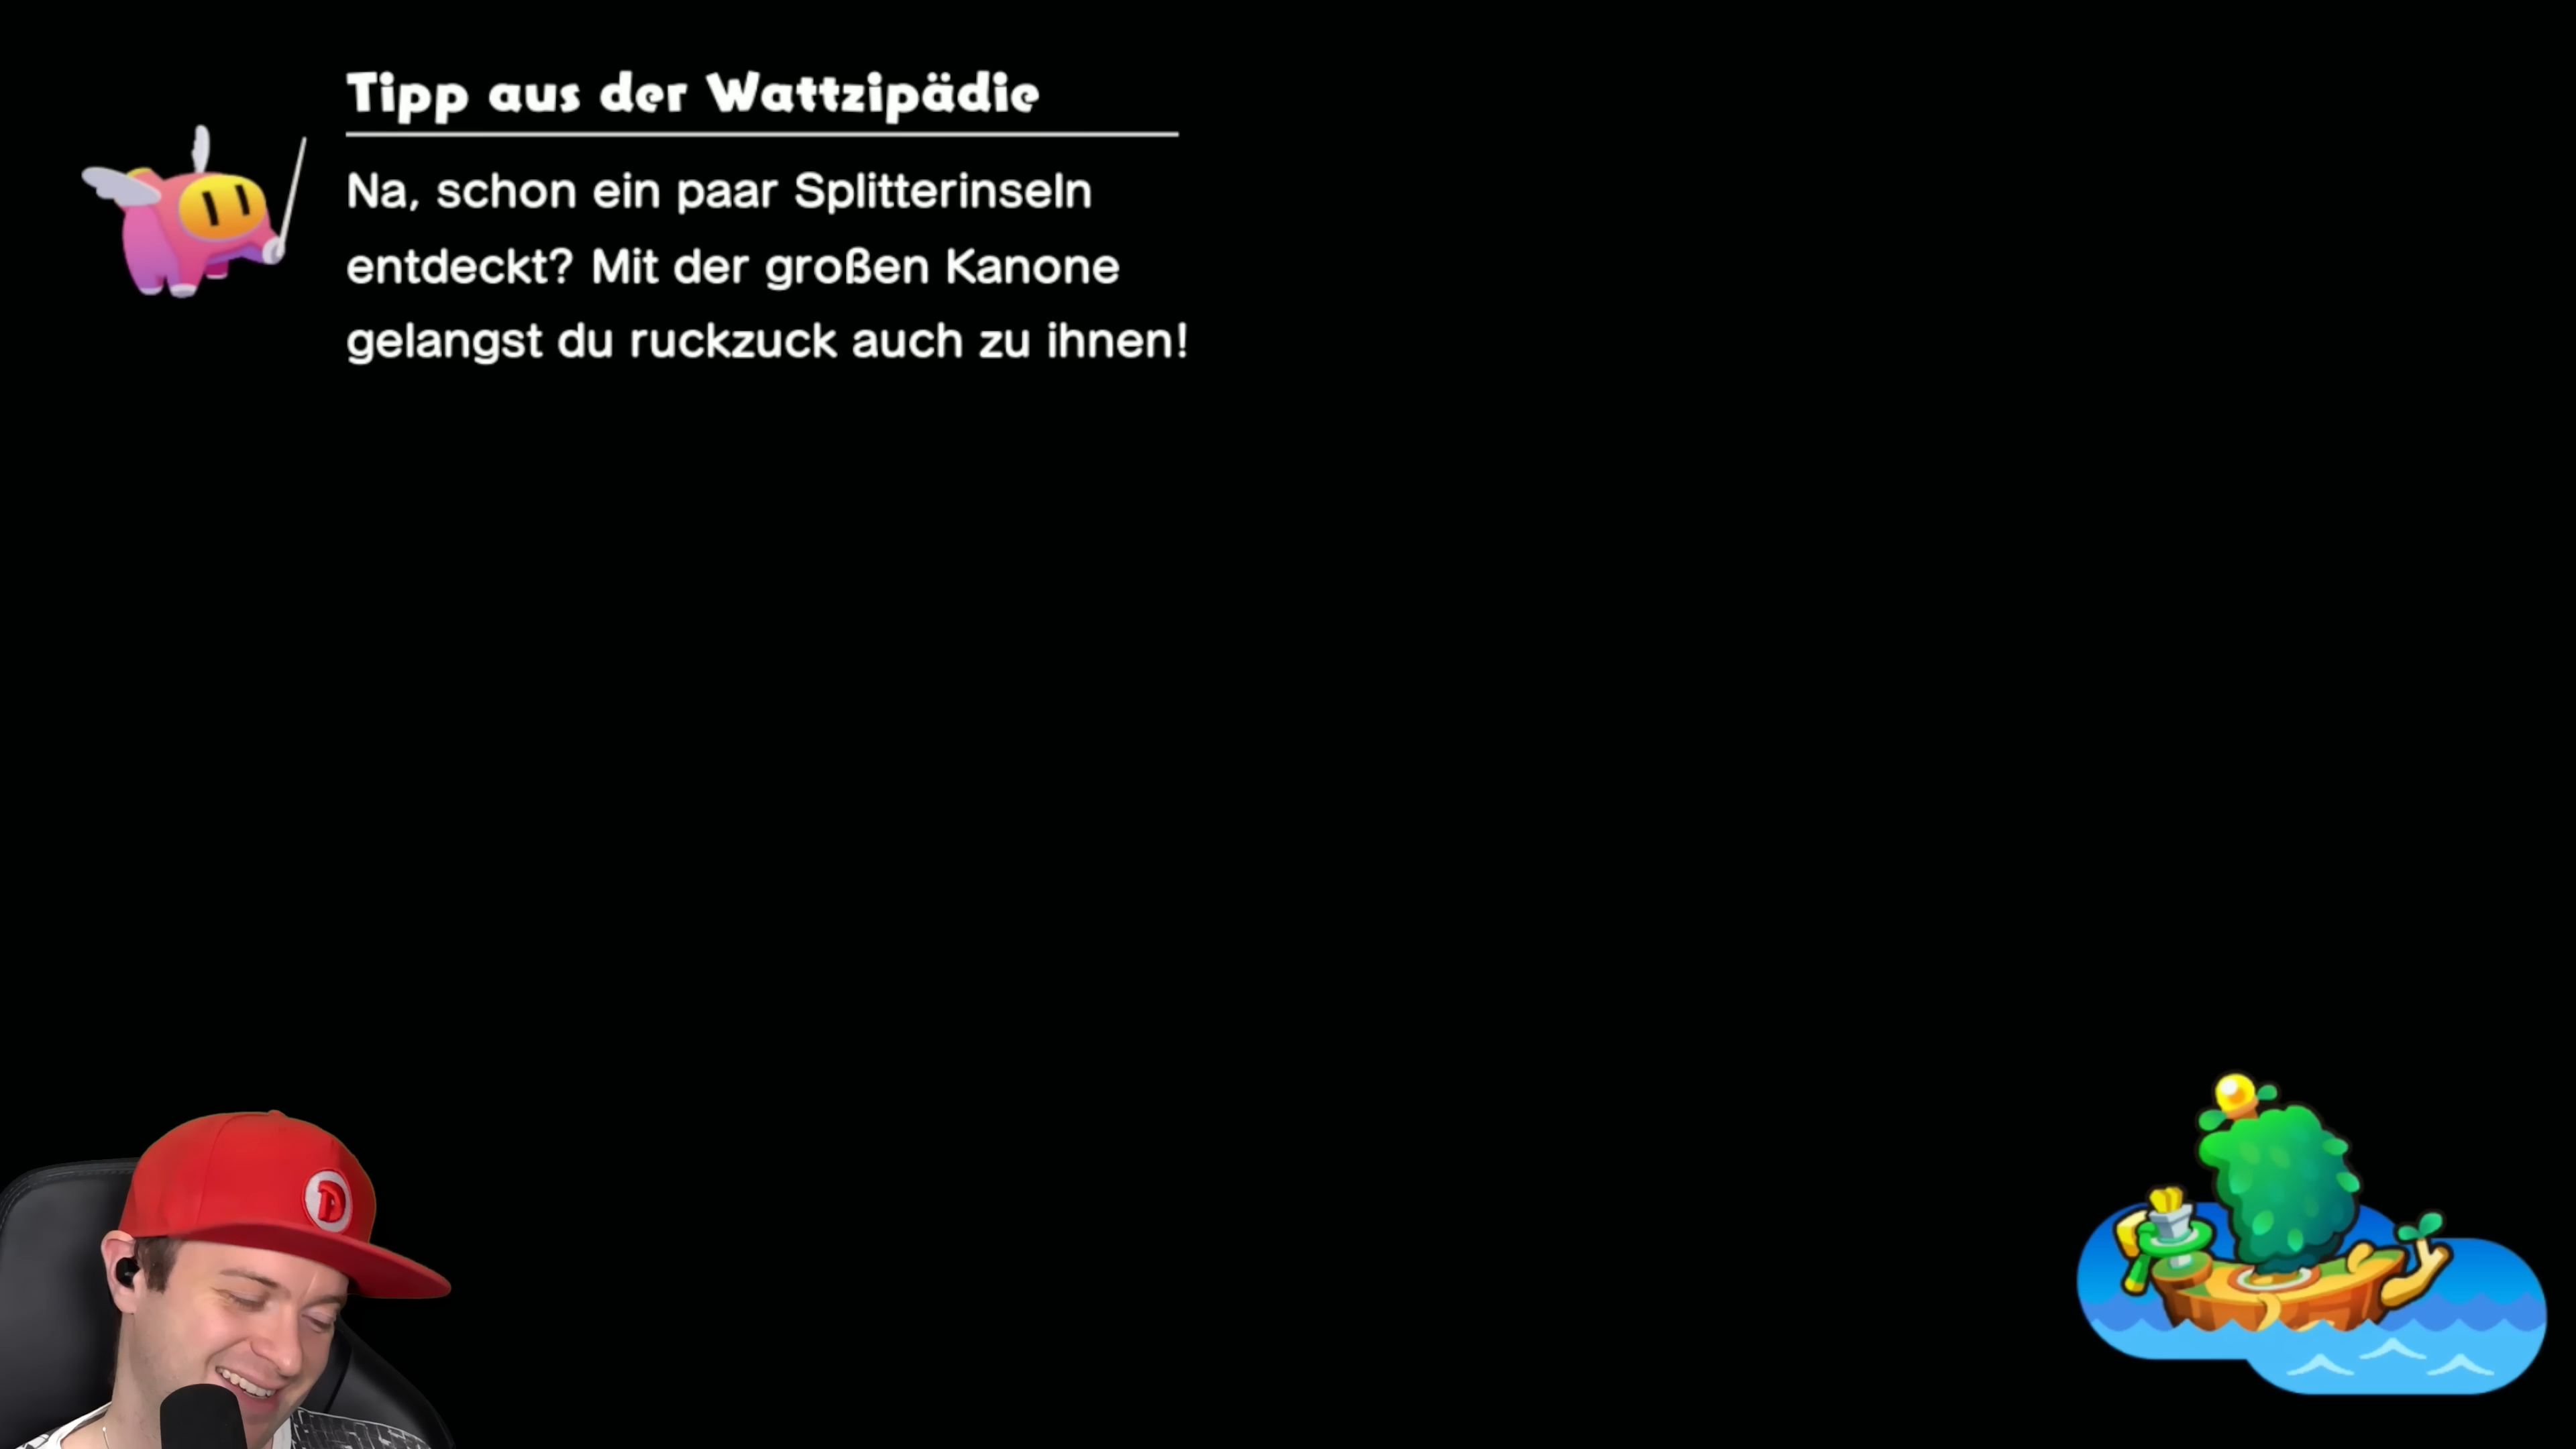 Tipp aus der Wattzipädie
Na, schon ein paar Splitterinseln
entdeckt? Mit der großen Kanone
gelangst du ruckzuck auch zu ihnen!
D